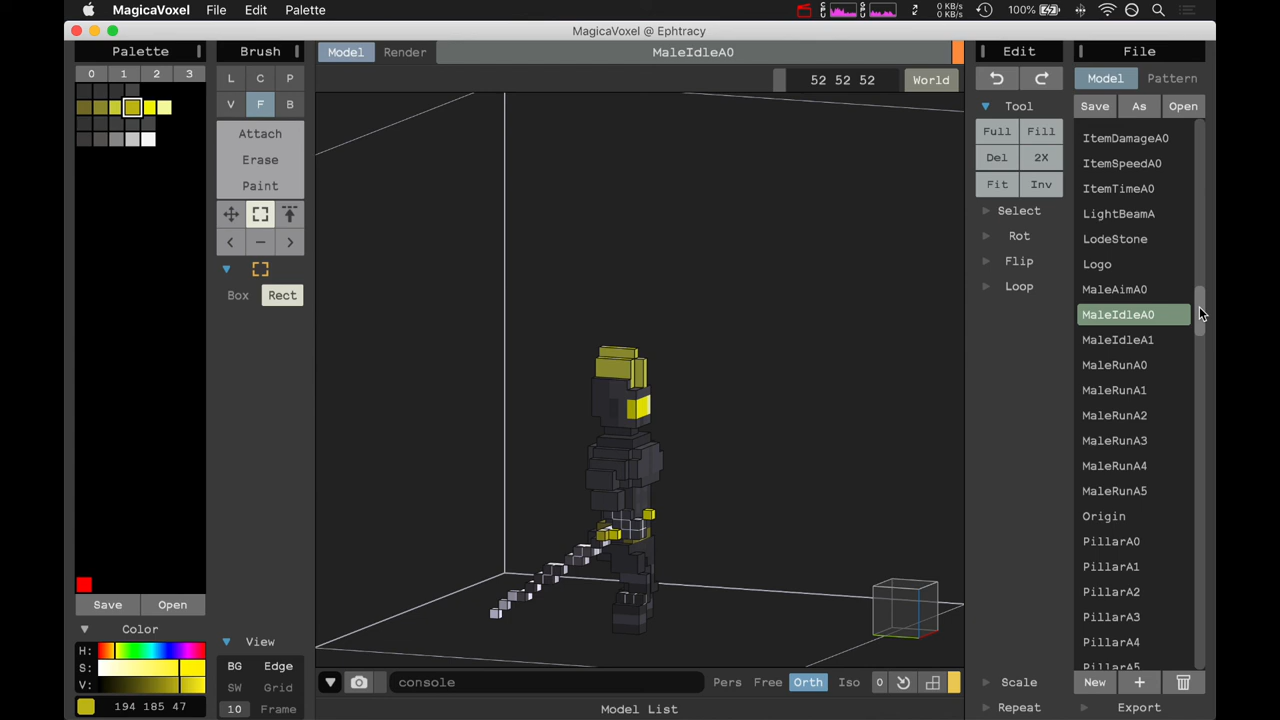 MagicaVoxel File Edit Palette
CPU
GPU
0 KB/s
0 KB/s
100%
MagicaVoxel @ Ephtracy
Palette
0 1 2 3
Save Open
Color
H:
S:
V:
194 185 47
Brush
L C P
V F B
Attach
Erase
Paint
Box Rect
View
BG Edge
SW Grid
10 Frame
Model Render MaleIdleA0
52 52 52 World
console Pers Free Orth Iso 0
Model List
Edit
Tool
Full Fill
Del 2X
Fit Inv
Select
Rot
Flip
Loop
Scale
Repeat
File
Model Pattern
Save As Open
ItemDamageA0
ItemSpeedA0
ItemTimeA0
LightBeamA
LodeStone
Logo
MaleAimA0
MaleIdleA0
MaleIdleA1
MaleRunA0
MaleRunA1
MaleRunA2
MaleRunA3
MaleRunA4
MaleRunA5
Origin
PillarA0
PillarA1
PillarA2
PillarA3
PillarA4
PillarA5
New +
Export